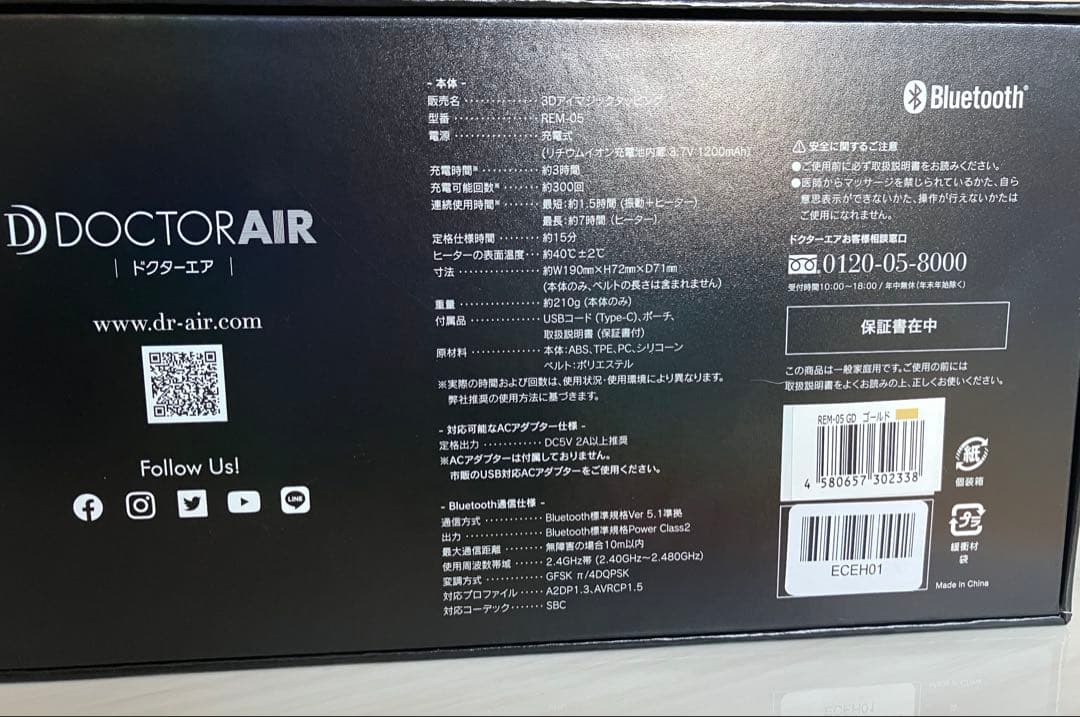 DOCTORAIR
ドクターエア
www.dr-air.com
Follow Us!
LINE
- 本体 -
販売名 ・・・・・・・・・・・・・ 3Dアイマジックタッピング
型番 ・・・・・・・・・・・・・・・ REM-05
電源 ・・・・・・・・・・・・・・・ 充電式
(リチウムイオン充電池内蔵 3.7V 1200mAh)
充電時間※ ・・・・・・・・・・ 約3時間
充電可能回数※ ・・・・・・ 約300回
連続使用時間※ ・・・・・・ 最短:約1.5時間 (振動+ヒーター)
最長:約7時間 (ヒーター)
定格仕様時間 ・・・・・・・ 約15分
ヒーターの表面温度 ・・・ 約40℃±2℃
寸法 ・・・・・・・・・・・・・・・ 約W190mm×H72mm×D71mm
(本体のみ、ベルトの長さは含まれません)
重量 ・・・・・・・・・・・・・・・ 約210g (本体のみ)
付属品 ・・・・・・・・・・・・・ USBコード (Type-C)、ポーチ、
取扱説明書 (保証書付)
原材料 ・・・・・・・・・・・・・ 本体:ABS、TPE、PC、シリコーン
ベルト:ポリエステル
※実際の時間および回数は、使用状況・使用環境により異なります。
弊社推奨の使用方法に基づきます。
- 対応可能なACアダプター仕様 -
定格出力 ・・・・・・・・・・・ DC5V 2A以上推奨
※ACアダプターは付属しておりません。
市販のUSB対応ACアダプターをご使用ください。
- Bluetooth通信仕様 -
通信方式 ・・・・・・・・・・・ Bluetooth標準規格Ver 5.1準拠
出力 ・・・・・・・・・・・・・・・ Bluetooth標準規格Power Class2
最大通信距離 ・・・・・・・ 無障害の場合10m以内
使用周波数帯域 ・・・・・ 2.4GHz帯 (2.40GHz~2.480GHz)
変調方式 ・・・・・・・・・・・ GFSK π/4DQPSK
対応プロファイル ・・・・・ A2DP1.3、AVRCP1.5
対応コーデック ・・・・・・・ SBC
Bluetooth®
⚠ 安全に関するご注意
●ご使用前に必ず取扱説明書をお読みください。
●医師からマッサージを禁じられているかた、自ら
意思表示ができないかた、操作が行えないかたは
ご使用になれません。
ドクターエアお客様相談窓口
0120-05-8000
受付時間10:00~18:00 / 年中無休(年末年始除く)
保証書在中
この商品は一般家庭用です。ご使用の前には
取扱説明書をよくお読みの上、正しくお使いください。
REM-05 GD ゴールド
4 580657 302338
ECEH01
紙
個装箱
プラ
緩衝材
袋
Made in China
ECEH01